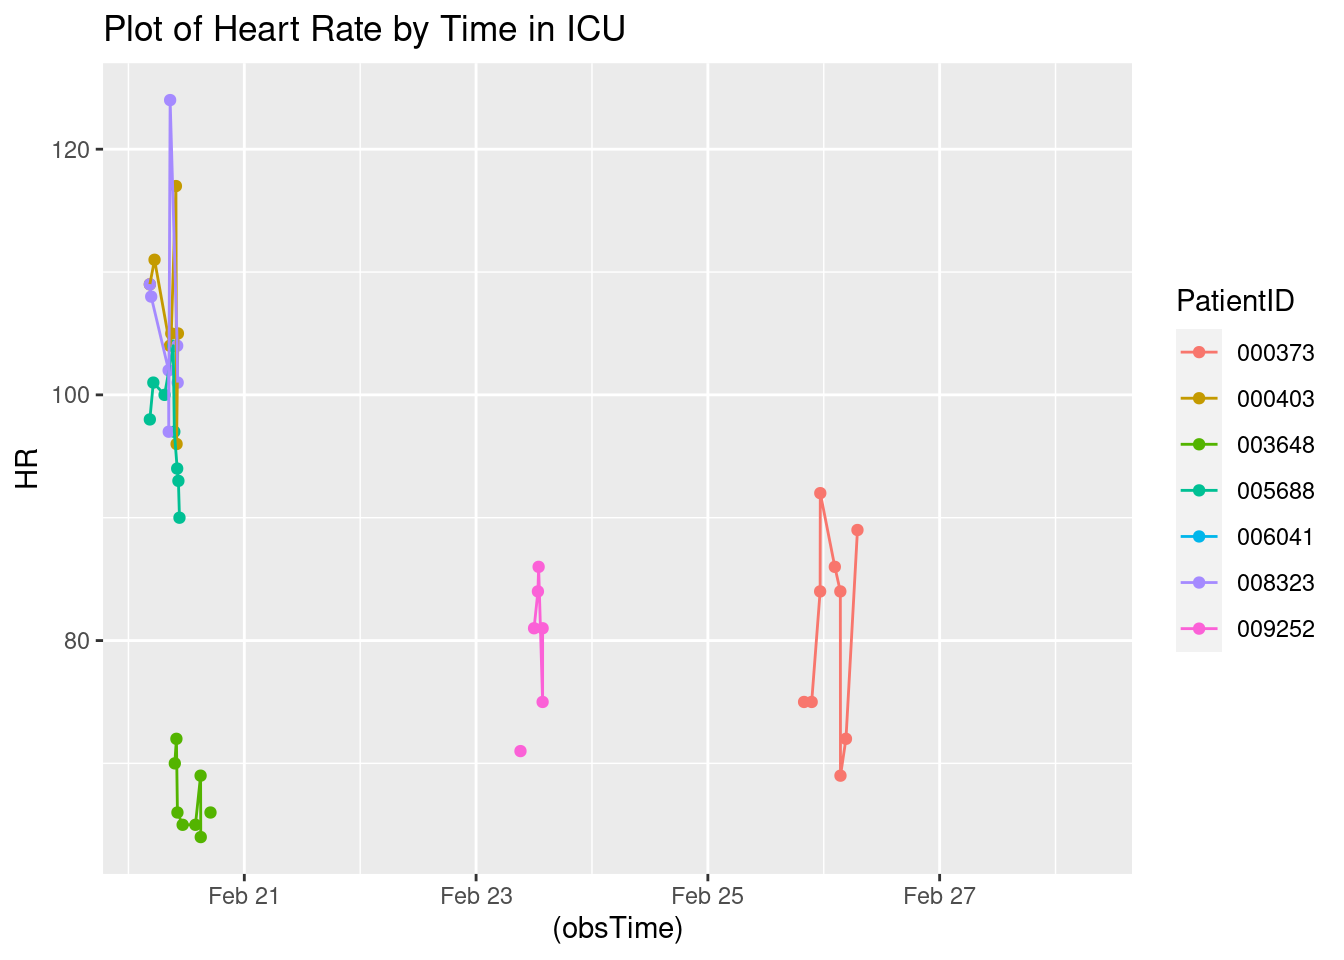 Plot of Heart Rate by Time in ICU
HR
120
100
80
Feb 21
Feb 23
Feb 25
Feb 27
(obsTime)
PatientID
000373
000403
003648
005688
006041
008323
009252